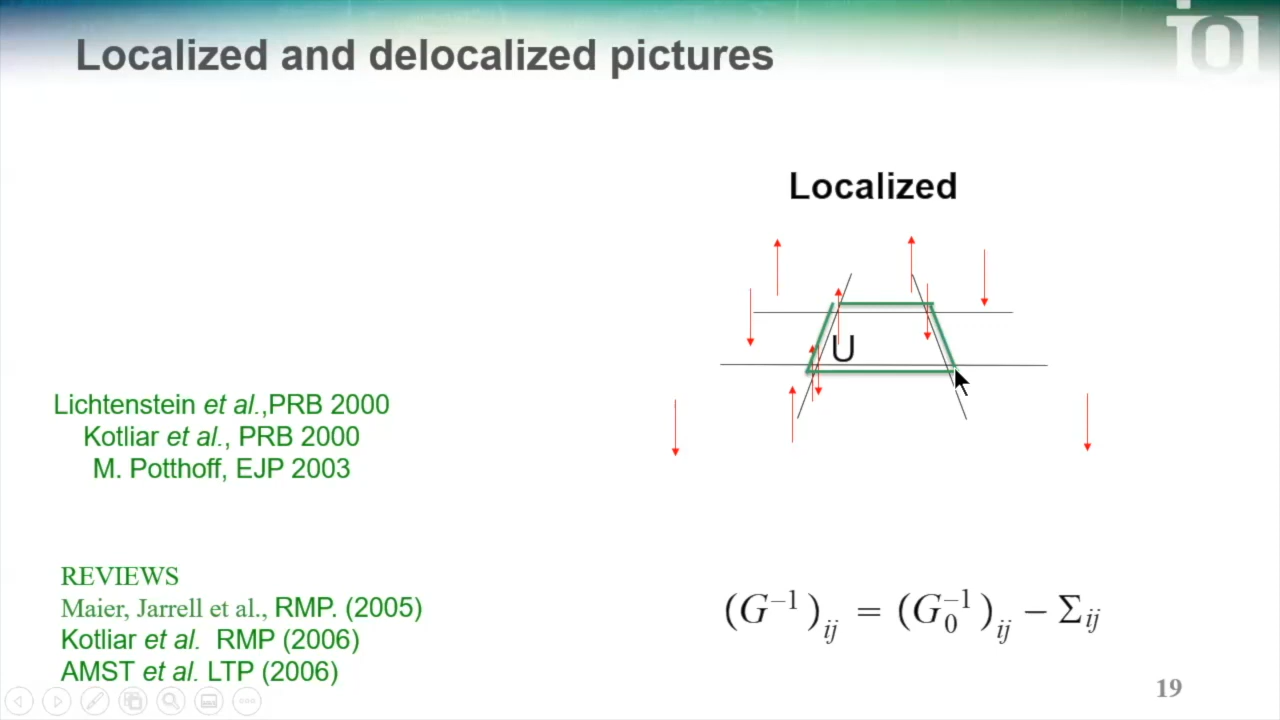 Localized and delocalized pictures
Localized
U
Lichtenstein et al.,PRB 2000
Kotliar et al., PRB 2000
M. Potthoff, EJP 2003
REVIEWS
Maier, Jarrell et al., RMP. (2005)
Kotliar et al. RMP (2006)
AMST et al. LTP (2006)
(G⁻¹)ᵢⱼ = (G₀⁻¹)ᵢⱼ − Σᵢⱼ
19